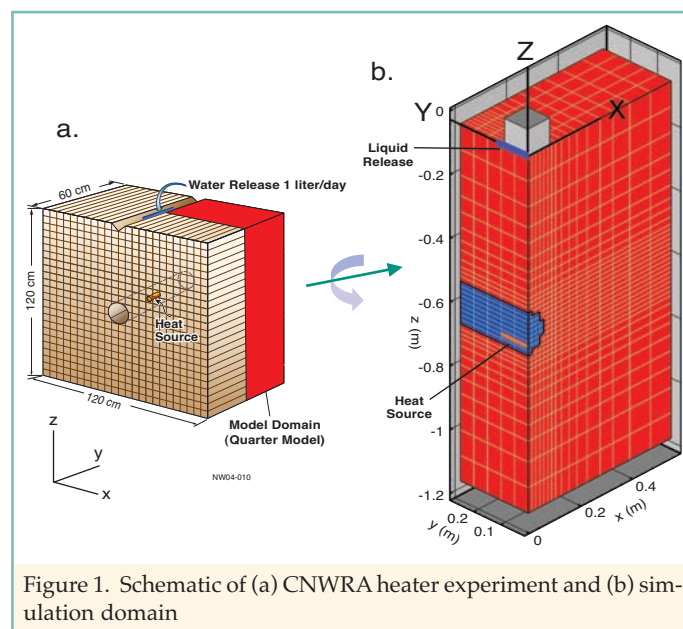 a.
60 cm
Water Release 1 liter/day
120 cm
Heat
Source
120 cm
Model Domain
(Quarter Model)
NW04-010
z
y
x
b.
Z
Y
X
0
Liquid
Release
-0.2
-0.4
-0.6
z (m)
-0.8
Heat
Source
-1
-1.2
0.2
0.1
y (m)
0
0.2
0.4
x (m)
Figure 1. Schematic of (a) CNWRA heater experiment and (b) sim-
ulation domain